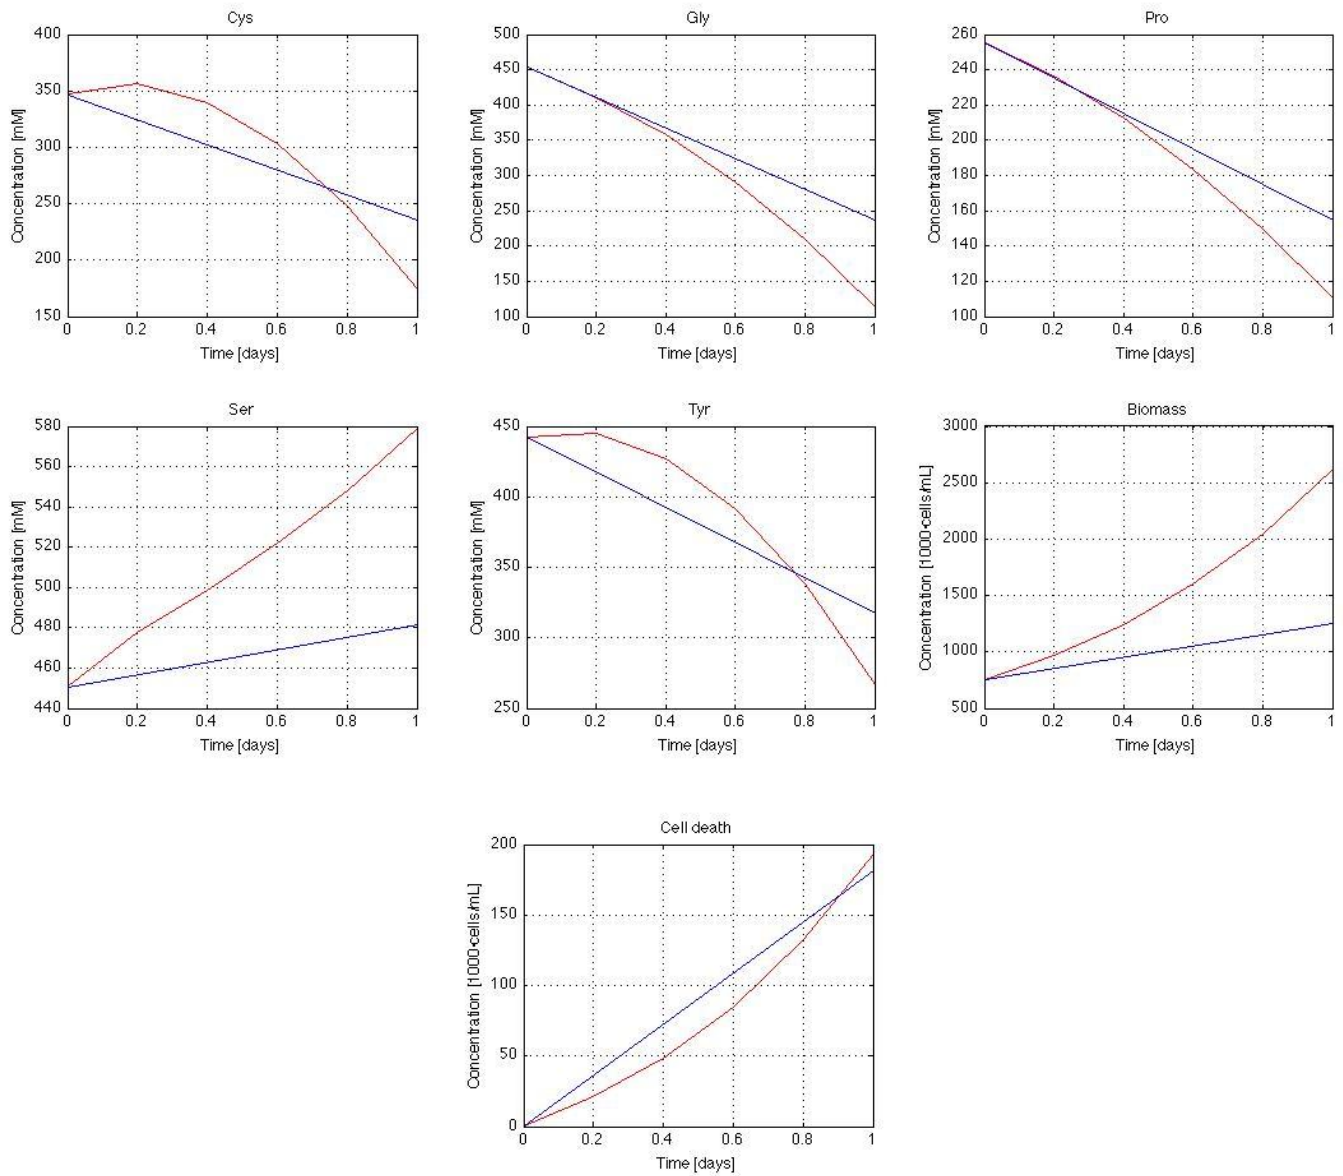 Cys
Concentration [mM]
400
350
300
250
200
150
0 0.2 0.4 0.6 0.8 1
Time [days]
Gly
Concentration [mM]
500
450
400
350
300
250
200
150
100
0 0.2 0.4 0.6 0.8 1
Time [days]
Pro
Concentration [mM]
260
240
220
200
180
160
140
120
100
0 0.2 0.4 0.6 0.8 1
Time [days]
Ser
Concentration [mM]
580
560
540
520
500
480
460
440
0 0.2 0.4 0.6 0.8 1
Time [days]
Tyr
Concentration [mM]
450
400
350
300
250
0 0.2 0.4 0.6 0.8 1
Time [days]
Biomass
Concentration [1000-cells/mL]
3000
2500
2000
1500
1000
500
0 0.2 0.4 0.6 0.8 1
Time [days]
Cell death
Concentration [1000-cells/mL]
200
150
100
50
0
0 0.2 0.4 0.6 0.8 1
Time [days]